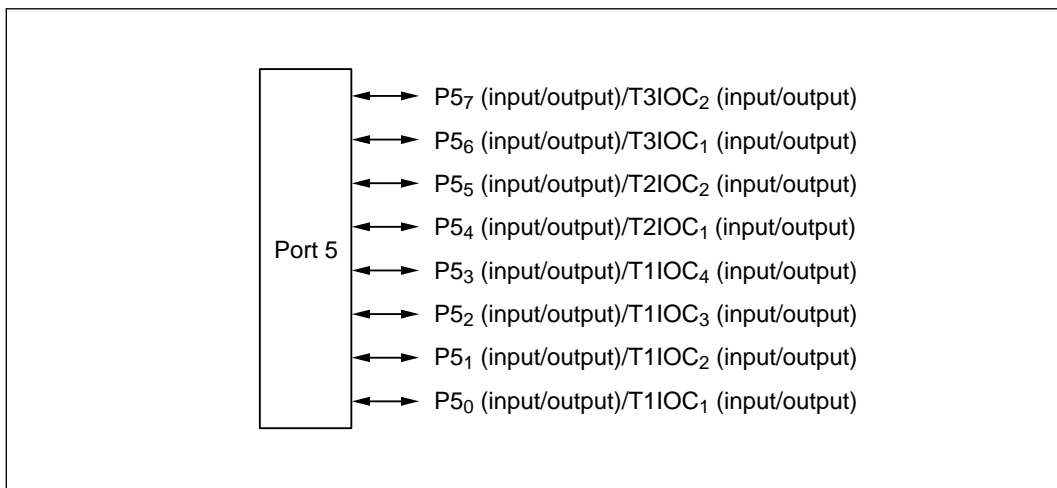 P5₇ (input/output)/T3IOC₂ (input/output)
P5₆ (input/output)/T3IOC₁ (input/output)
P5₅ (input/output)/T2IOC₂ (input/output)
P5₄ (input/output)/T2IOC₁ (input/output)
Port 5
P5₃ (input/output)/T1IOC₄ (input/output)
P5₂ (input/output)/T1IOC₃ (input/output)
P5₁ (input/output)/T1IOC₂ (input/output)
P5₀ (input/output)/T1IOC₁ (input/output)